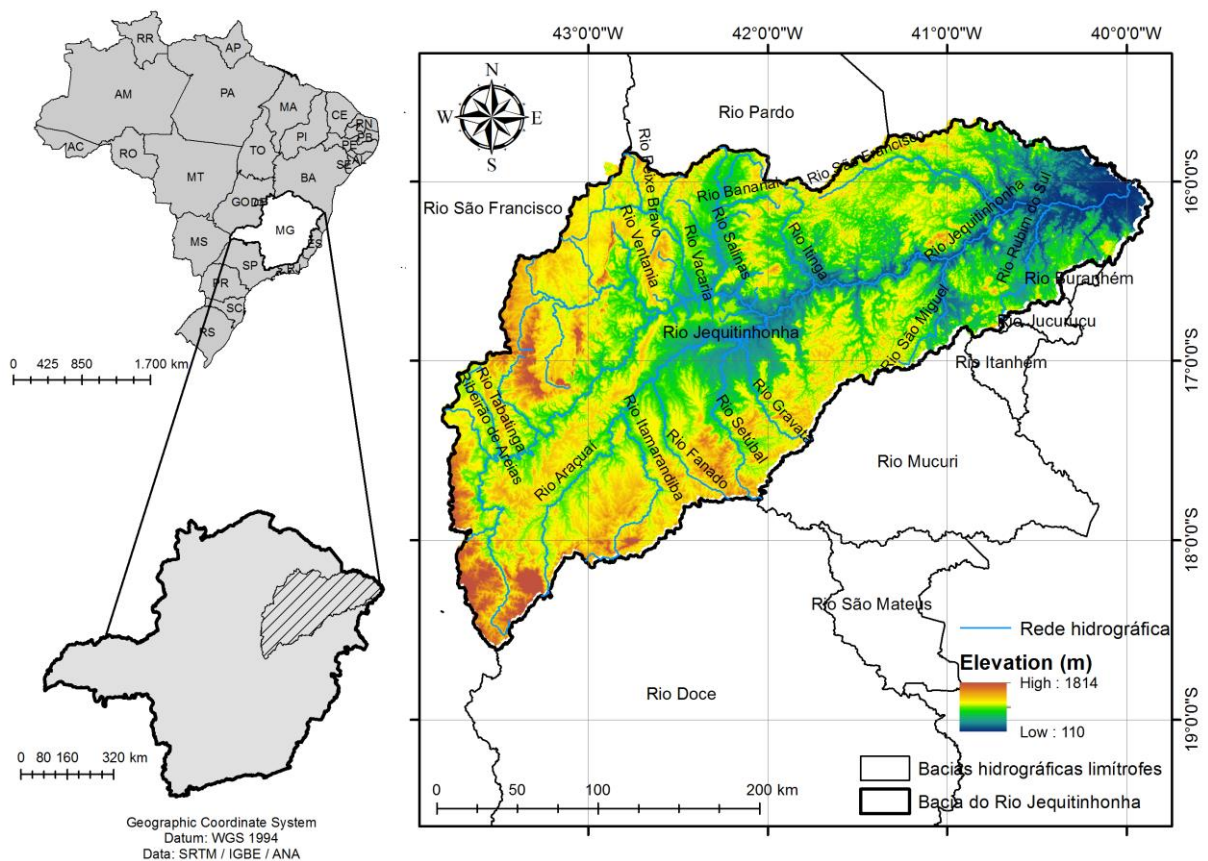 RR
AP
AM
PA
MA
CE
RN
PB
PE
AL
SE
PI
AC
RO
TO
BA
MT
GO
MG
ES
MS
SP
RJ
PR
SC
RS
0 425 850 1.700 km
0 80 160 320 km
Geographic Coordinate System
Datum: WGS 1994
Data: SRTM / IGBE / ANA
43°0'0"W 42°0'0"W 41°0'0"W 40°0'0"W
N
W E
S
Rio Pardo
Rio São Francisco
Rio Peixe Bravo
Rio São Francisco
Rio Bananal
Rio Ventania
Rio Vacaria
Rio Salinas
Rio Itinga
Rio Jequitinhonha
Rio Rubim do Sul
Rio Buranhém
Rio Jucuruçu
Rio Itanhém
Rio São Miguel
Rio Jequitinhonha
Rio Tabatinga
Ribeirão de Areias
Rio Araçuaí
Rio Itamarandiba
Rio Fanado
Rio Setúbal
Rio Gravatá
Rio Mucuri
Rio São Mateus
Rio Doce
16°0'0"S
17°0'0"S
18°0'0"S
19°0'0"S
Rede hidrográfica
Elevation (m)
High : 1814
Low : 110
Bacias hidrográficas limítrofes
Bacia do Rio Jequitinhonha
0 50 100 200 km